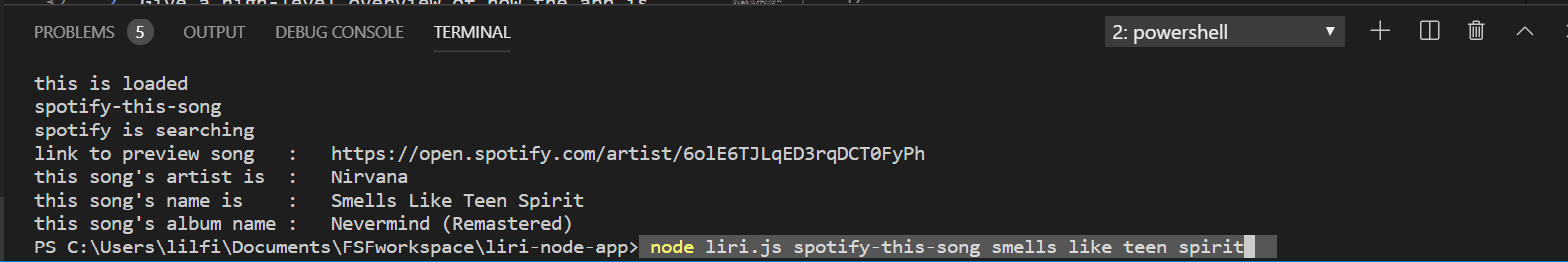 PROBLEMS 5 OUTPUT DEBUG CONSOLE TERMINAL 2: powershell
this is loaded
spotify-this-song
spotify is searching
link to preview song : https://open.spotify.com/artist/6olE6TJLqED3rqDCT0FyPh
this song's artist is : Nirvana
this song's name is : Smells Like Teen Spirit
this song's album name : Nevermind (Remastered)
PS C:\Users\lilfi\Documents\FSFworkspace\liri-node-app> node liri.js spotify-this-song smells like teen spirit